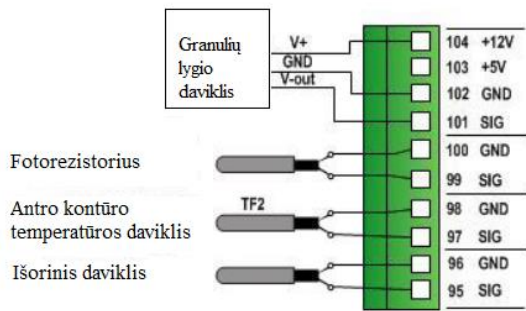 Granulių
lygio
daviklis
V+
GND
V-out
104 +12V
103 +5V
102 GND
101 SIG
100 GND
99 SIG
98 GND
97 SIG
96 GND
95 SIG
Fotorezistorius
TF2
Antro kontūro
temperatūros daviklis
Išorinis daviklis